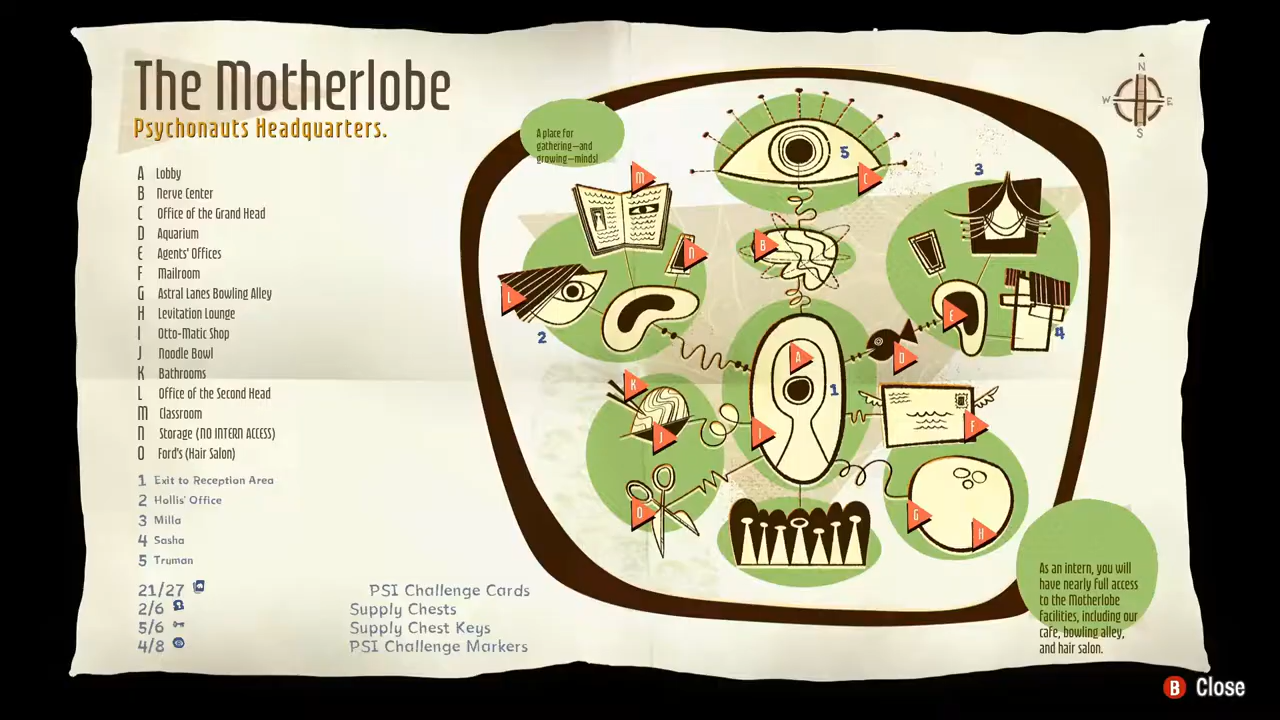 The Motherlobe
Psychonauts Headquarters.
A Lobby
B Nerve Center
C Office of the Grand Head
D Aquarium
E Agents' Offices
F Mailroom
G Astral Lanes Bowling Alley
H Levitation Lounge
I Otto-Matic Shop
J Noodle Bowl
K Bathrooms
L Office of the Second Head
M Classroom
N Storage (NO INTERN ACCESS)
O Ford's (Hair Salon)
1 Exit to Reception Area
2 Hollis' Office
3 Milla
4 Sasha
5 Truman
21/27 PSI Challenge Cards
2/6 Supply Chests
5/6 Supply Chest Keys
4/8 PSI Challenge Markers
A place for
gathering—and
growing—minds!
N
W E
S
5
C
M
3
B
N
L
2
E
4
A
D
1
K
J
I
F
O
G
H
As an intern, you will
have nearly full access
to the Motherlobe
facilities, including our
cafe, bowling alley,
and hair salon.
B Close